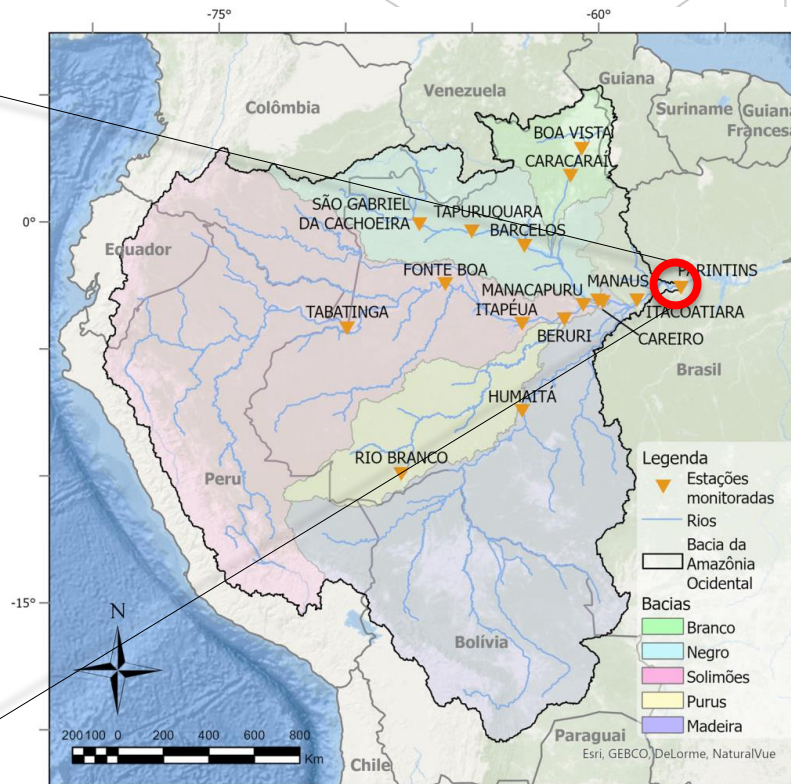 -75°
-60°
Guiana
Venezuela
Colômbia
Suriname
Guiana
Francesa
BOA VISTA
CARACARAÍ
SÃO GABRIEL
DA CACHOEIRA
TAPURUQUARA
BARCELOS
0°
Equador
FONTE BOA
MANAUS
PARINTINS
MANACAPURU
TABATINGA
ITAPÉUA
ITACOATIARA
BERURI
CAREIRO
Brasil
HUMAITÁ
RIO BRANCO
Peru
Legenda
Estações
monitoradas
Rios
Bacia da
Amazônia
Ocidental
-15°
N
Bacias
Branco
Negro
Solimões
Purus
Madeira
Bolívia
200 100 0 200 400 600 800
Km
Paraguai
Chile
Esri, GEBCO, DeLorme, NaturalVue